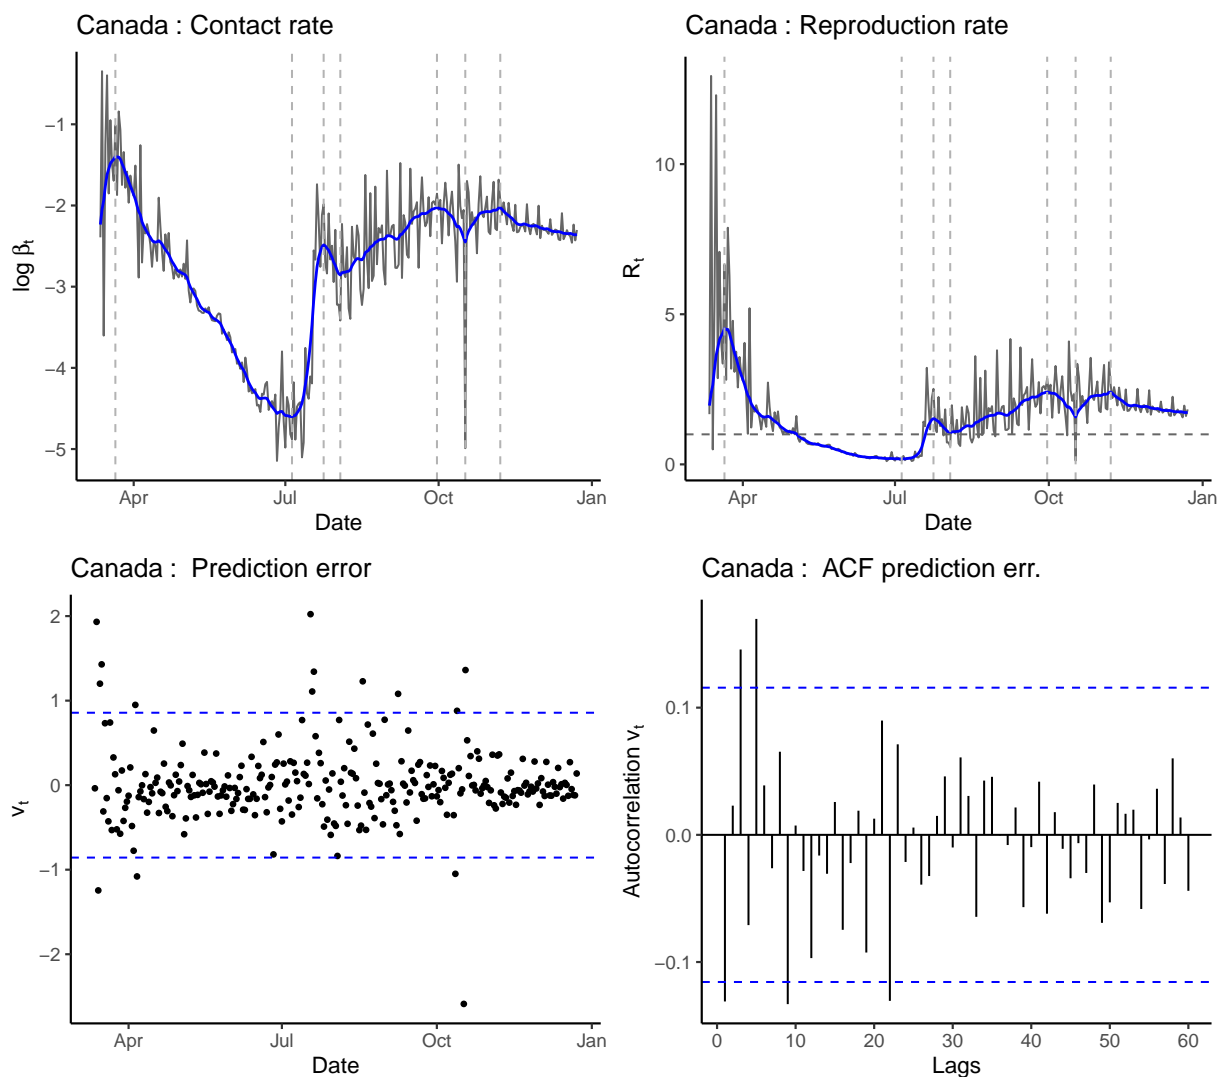 Canada : Contact rate
−1
−2
−3
−4
−5
log βt
Apr
Jul
Oct
Jan
Date
Canada : Reproduction rate
10
5
0
Rt
Apr
Jul
Oct
Jan
Date
Canada :  Prediction error
2
1
0
−1
−2
vt
Apr
Jul
Oct
Jan
Date
Canada :  ACF prediction err.
0.1
0.0
−0.1
Autocorrelation vt
0
10
20
30
40
50
60
Lags